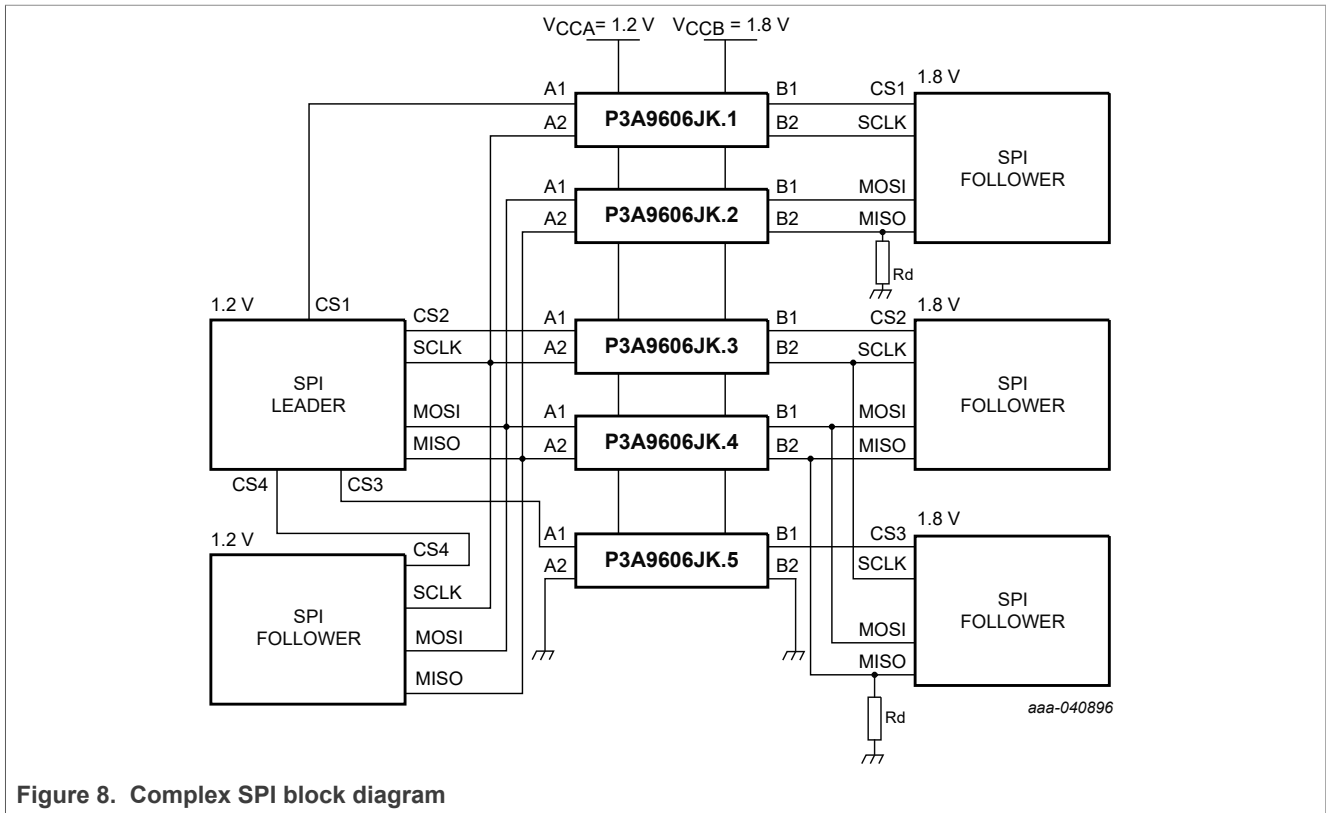 VCCA= 1.2 V VCCB = 1.8 V
A1 P3A9606JK.1 B1 CS1 1.8 V
A2 B2 SCLK
SPI
FOLLOWER
A1 P3A9606JK.2 B1 MOSI
A2 B2 MISO
Rd
1.2 V CS1
SPI
LEADER
CS2 A1 P3A9606JK.3 B1 CS2 1.8 V
SCLK A2 B2 SCLK
SPI
FOLLOWER
MOSI A1 P3A9606JK.4 B1 MOSI
MISO A2 B2 MISO
CS4 CS3
A1 P3A9606JK.5 B1 CS3 1.8 V
A2 B2 SCLK
SPI
FOLLOWER
MOSI
MISO
Rd
1.2 V CS4
SCLK
SPI
FOLLOWER
MOSI
MISO
aaa-040896
Figure 8. Complex SPI block diagram